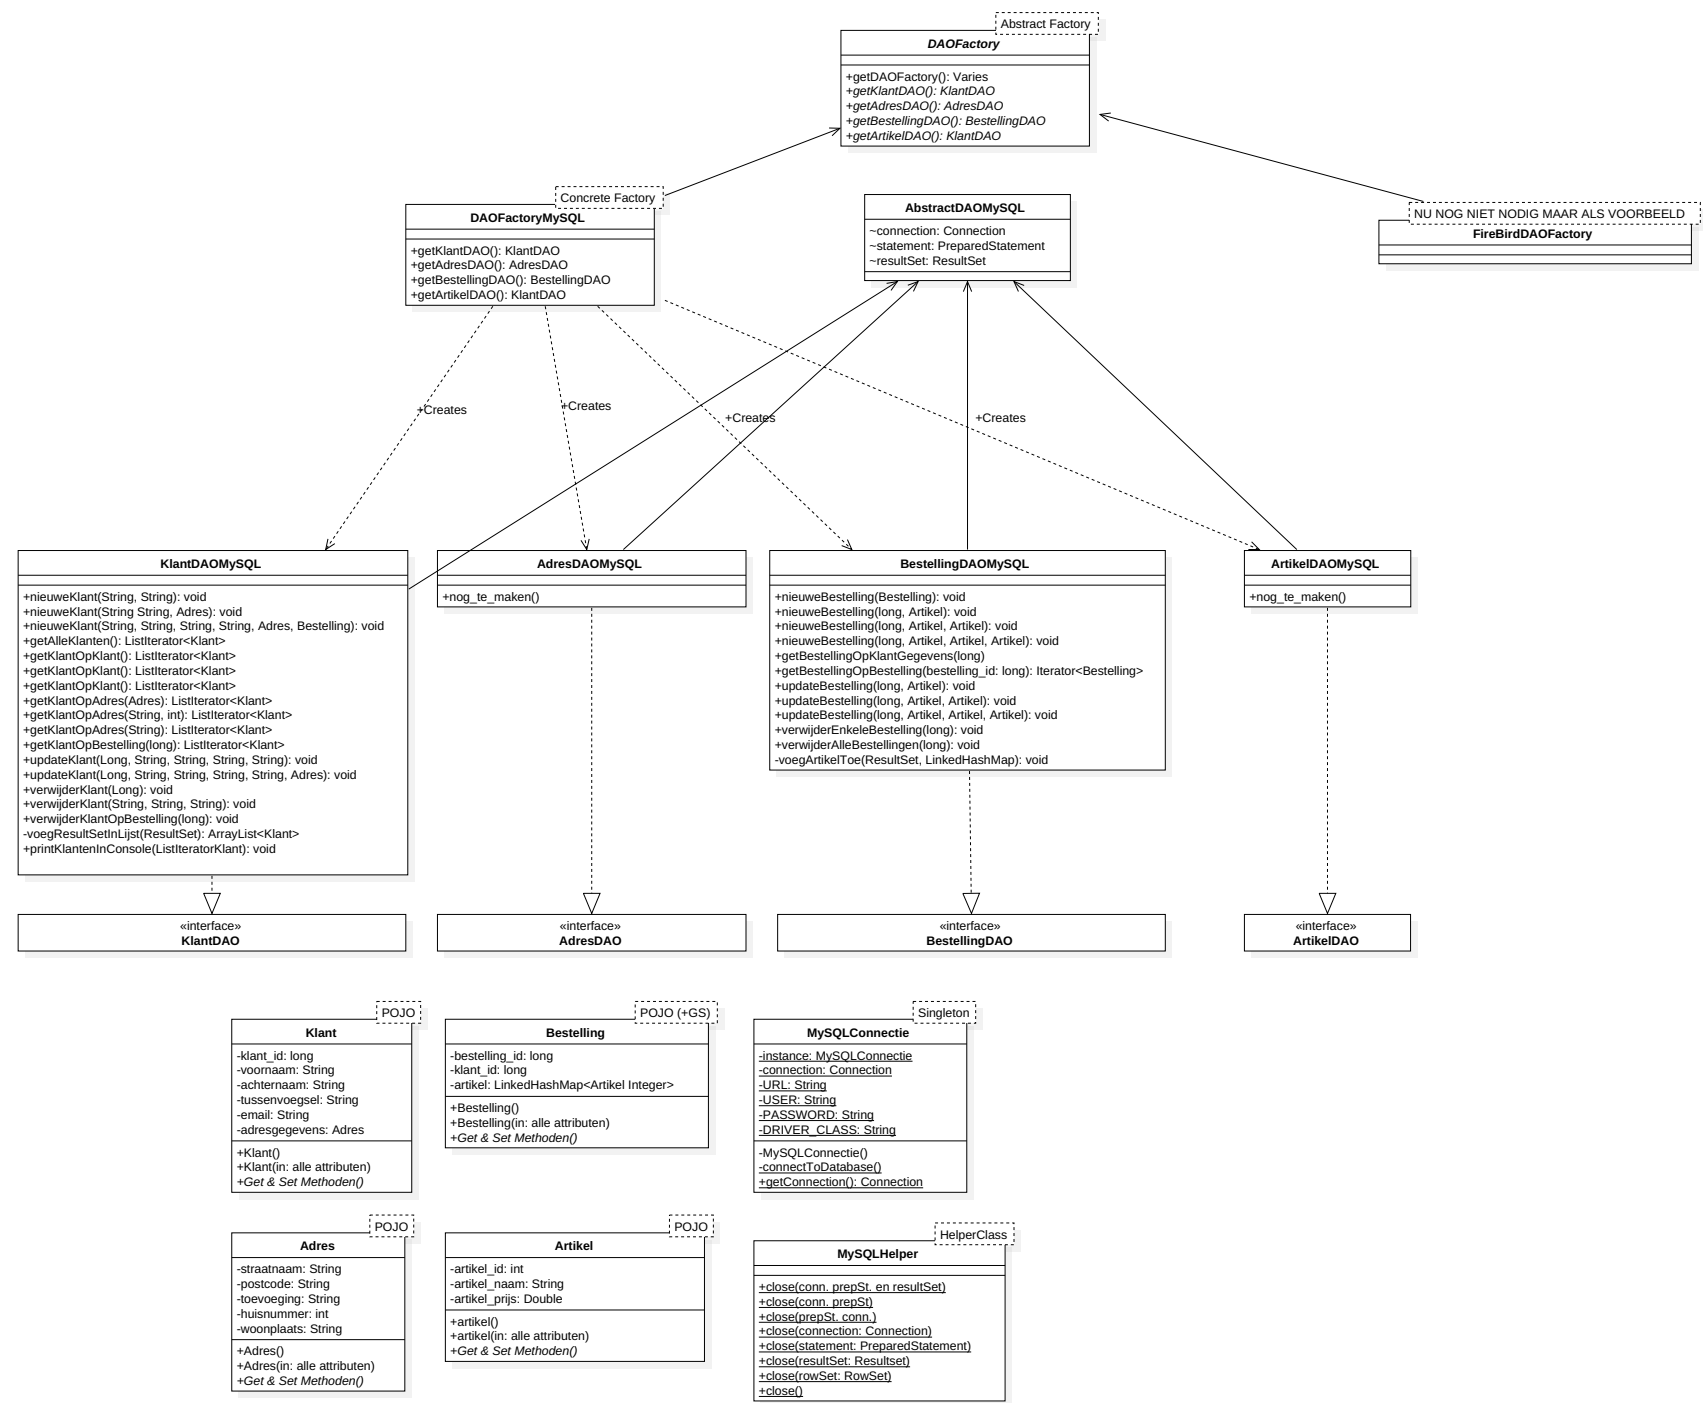 Abstract Factory
DAOFactory
+getDAOFactory(): Varies
+getKlantDAO(): KlantDAO
+getAdresDAO(): AdresDAO
+getBestellingDAO(): BestellingDAO
+getArtikelDAO(): KlantDAO
Concrete Factory
DAOFactoryMySQL
+getKlantDAO(): KlantDAO
+getAdresDAO(): AdresDAO
+getBestellingDAO(): BestellingDAO
+getArtikelDAO(): KlantDAO
AbstractDAOMySQL
~connection: Connection
~statement: PreparedStatement
~resultSet: ResultSet
NU NOG NIET NODIG MAAR ALS VOORBEELD
FireBirdDAOFactory
+Creates
+Creates
+Creates
+Creates
KlantDAOMySQL
+nieuweKlant(String, String): void
+nieuweKlant(String String, Adres): void
+nieuweKlant(String, String, String, String, Adres, Bestelling): void
+getAlleKlanten(): ListIterator<Klant>
+getKlantOpKlant(): ListIterator<Klant>
+getKlantOpKlant(): ListIterator<Klant>
+getKlantOpKlant(): ListIterator<Klant>
+getKlantOpAdres(Adres): ListIterator<Klant>
+getKlantOpAdres(String, int): ListIterator<Klant>
+getKlantOpAdres(String): ListIterator<Klant>
+getKlantOpBestelling(long): ListIterator<Klant>
+updateKlant(Long, String, String, String, String): void
+updateKlant(Long, String, String, String, String, Adres): void
+verwijderKlant(Long): void
+verwijderKlant(String, String, String): void
+verwijderKlantOpBestelling(long): void
-voegResultSetInLijst(ResultSet): ArrayList<Klant>
+printKlantenInConsole(ListIteratorKlant): void
AdresDAOMySQL
+nog_te_maken()
BestellingDAOMySQL
+nieuweBestelling(Bestelling): void
+nieuweBestelling(long, Artikel): void
+nieuweBestelling(long, Artikel, Artikel): void
+nieuweBestelling(long, Artikel, Artikel, Artikel): void
+getBestellingOpKlantGegevens(long)
+getBestellingOpBestelling(bestelling_id: long): Iterator<Bestelling>
+updateBestelling(long, Artikel): void
+updateBestelling(long, Artikel, Artikel): void
+updateBestelling(long, Artikel, Artikel, Artikel): void
+verwijderEnkeleBestelling(long): void
+verwijderAlleBestellingen(long): void
-voegArtikelToe(ResultSet, LinkedHashMap): void
ArtikelDAOMySQL
+nog_te_maken()
«interface»
KlantDAO
«interface»
AdresDAO
«interface»
BestellingDAO
«interface»
ArtikelDAO
POJO
Klant
-klant_id: long
-voornaam: String
-achternaam: String
-tussenvoegsel: String
-email: String
-adresgegevens: Adres
+Klant()
+Klant(in: alle attributen)
+Get & Set Methoden()
POJO (+GS)
Bestelling
-bestelling_id: long
-klant_id: long
-artikel: LinkedHashMap<Artikel Integer>
+Bestelling()
+Bestelling(in: alle attributen)
+Get & Set Methoden()
Singleton
MySQLConnectie
-instance: MySQLConnectie
-connection: Connection
-URL: String
-USER: String
-PASSWORD: String
-DRIVER_CLASS: String
-MySQLConnectie()
-connectToDatabase()
+getConnection(): Connection
POJO
Adres
-straatnaam: String
-postcode: String
-toevoeging: String
-huisnummer: int
-woonplaats: String
+Adres()
+Adres(in: alle attributen)
+Get & Set Methoden()
POJO
Artikel
-artikel_id: int
-artikel_naam: String
-artikel_prijs: Double
+artikel()
+artikel(in: alle attributen)
+Get & Set Methoden()
HelperClass
MySQLHelper
+close(conn. prepSt. en resultSet)
+close(conn. prepSt)
+close(prepSt. conn.)
+close(connection: Connection)
+close(statement: PreparedStatement)
+close(resultSet: Resultset)
+close(rowSet: RowSet)
+close()